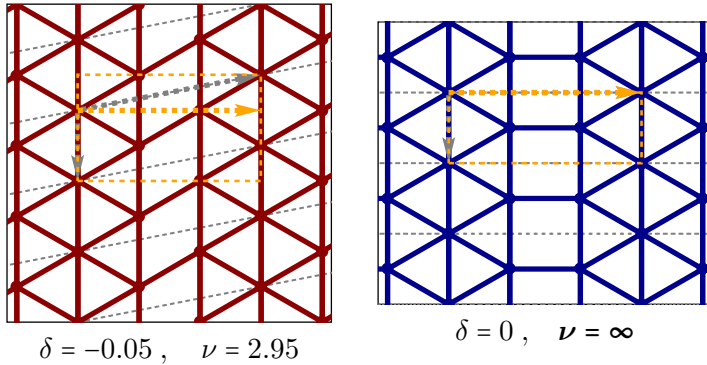 δ = −0.05 , ν = 2.95
δ = 0 , ν = ∞